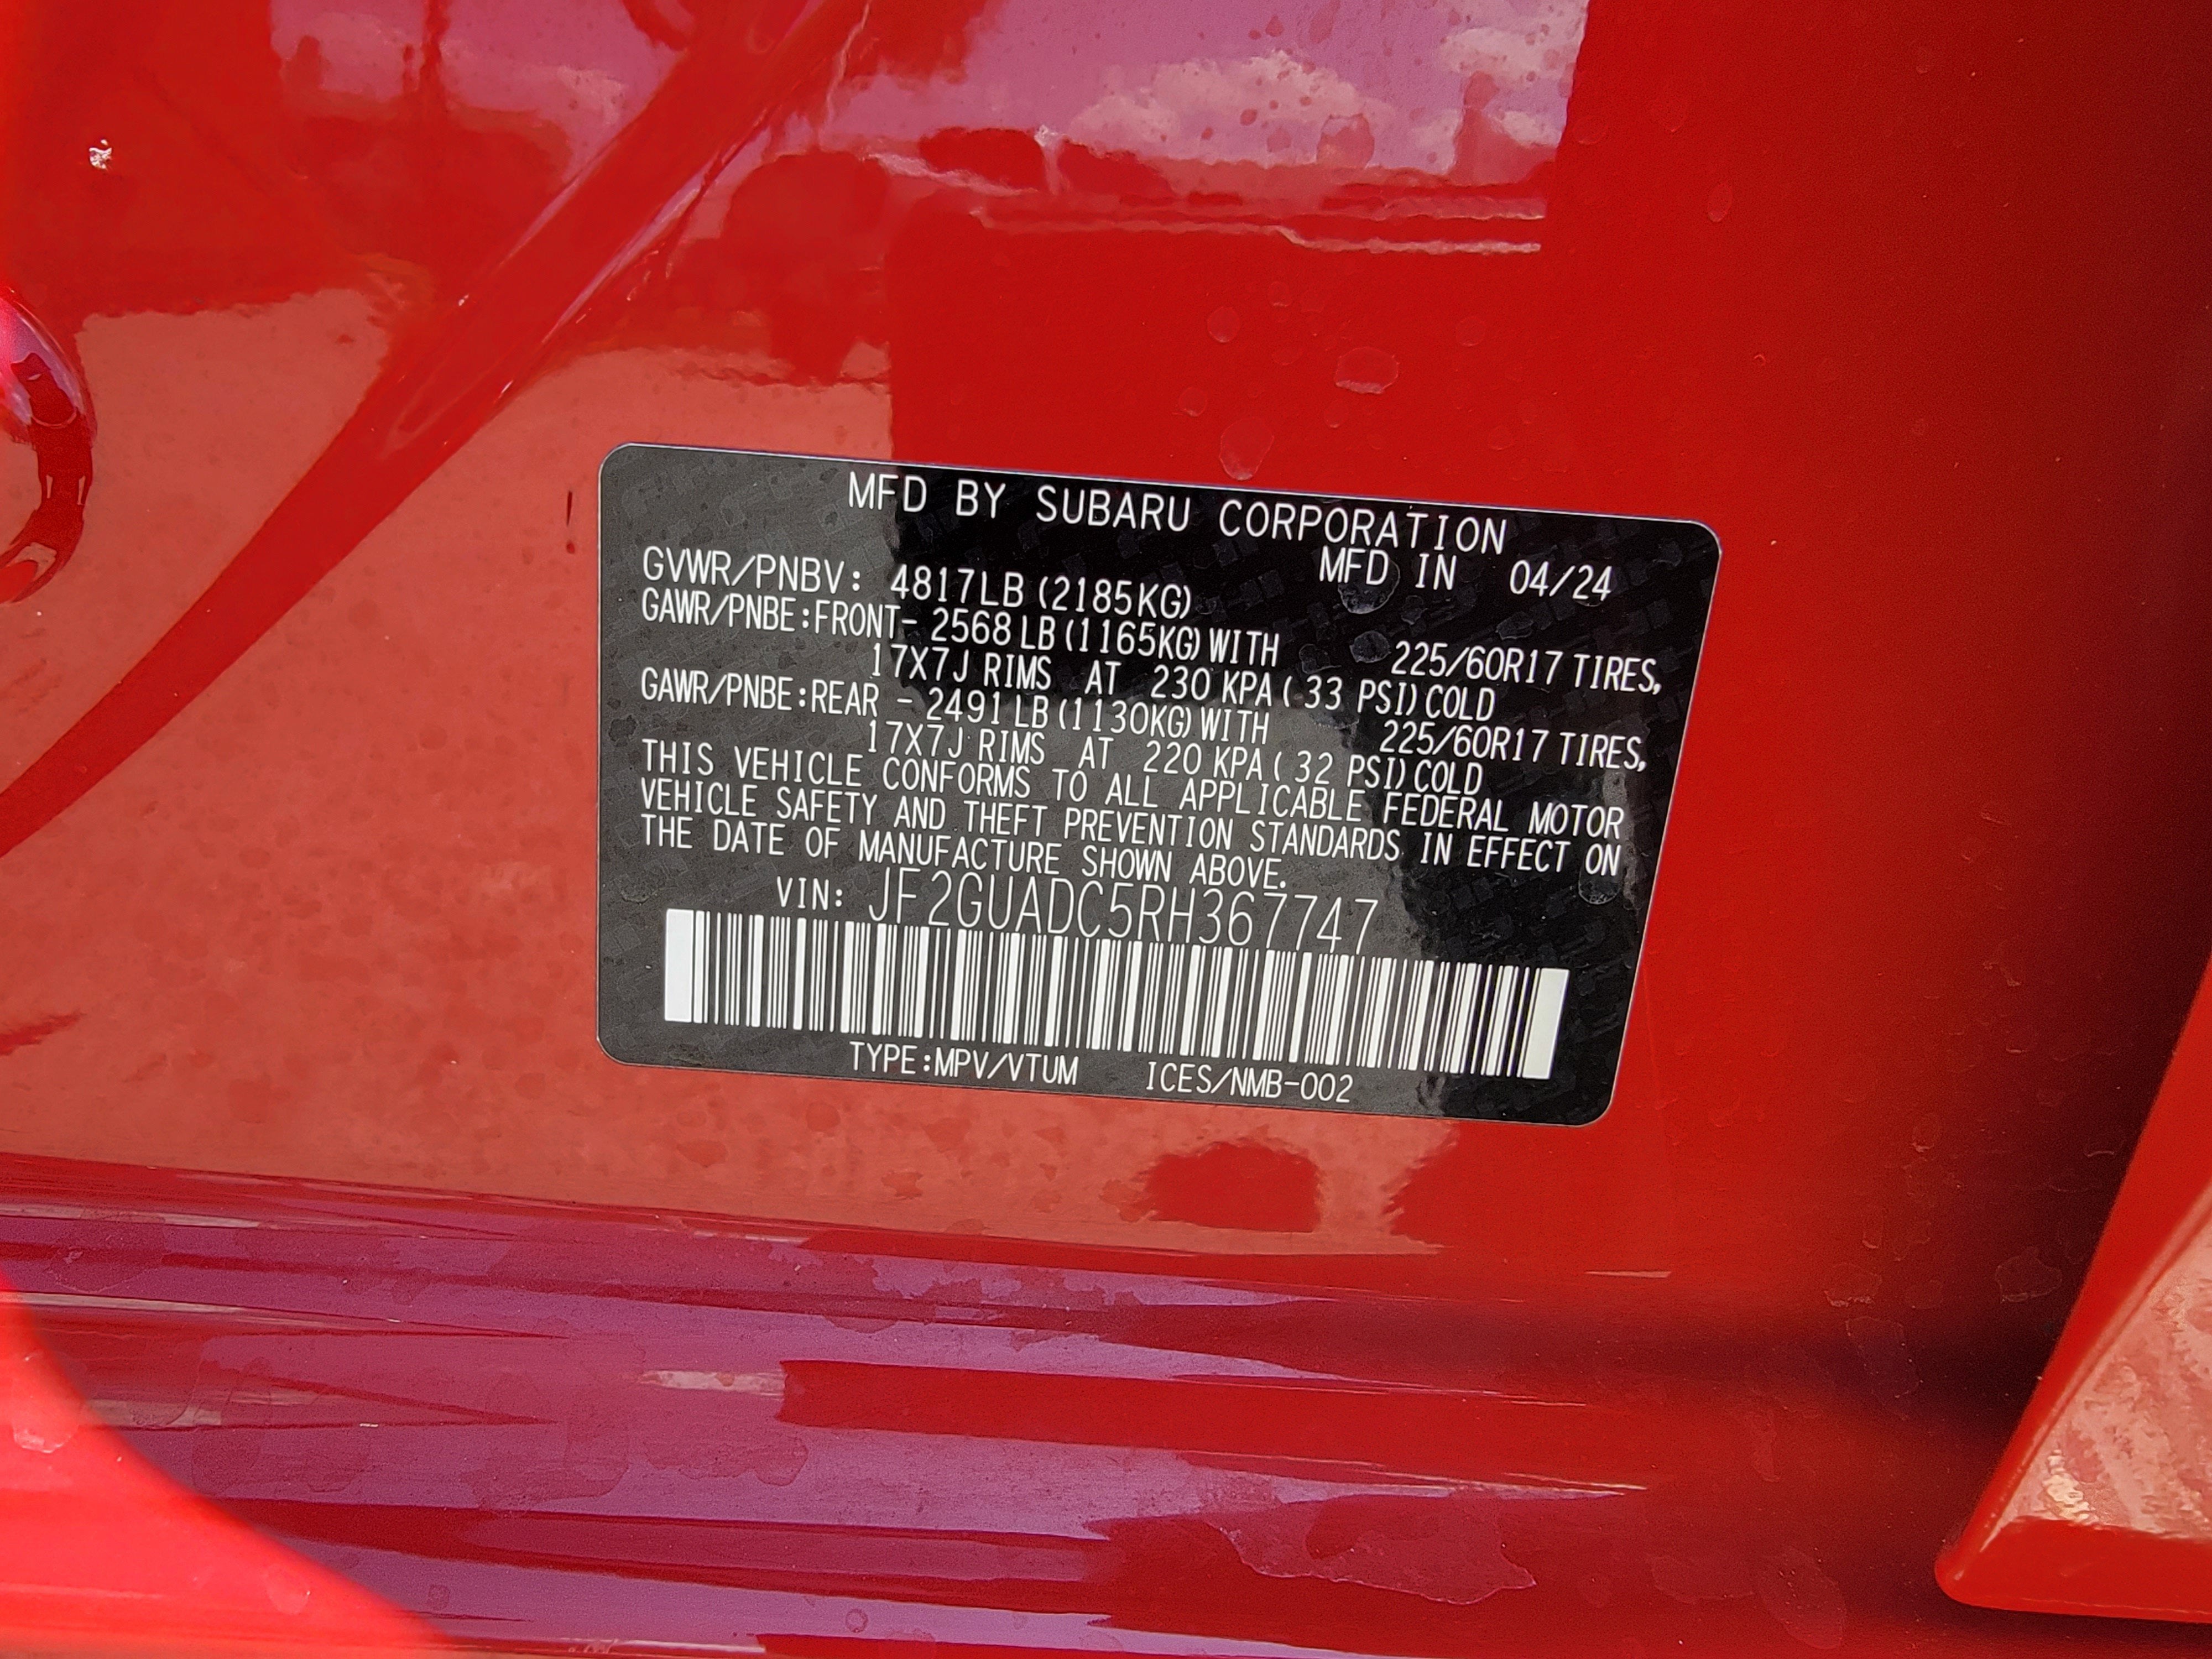 MFD BY SUBARU CORPORATION
MFD IN 04/24
GVWR/PNBV: 4817LB (2185KG)
GAWR/PNBE:FRONT- 2568 LB (1165KG) WITH 225/60R17 TIRES,
17X7J RIMS AT 230 KPA ( 33 PSI) COLD
GAWR/PNBE:REAR - 2491 LB (1130KG) WITH 225/60R17 TIRES,
17X7J RIMS AT 220 KPA ( 32 PSI) COLD
THIS VEHICLE CONFORMS TO ALL APPLICABLE FEDERAL MOTOR
VEHICLE SAFETY AND THEFT PREVENTION STANDARDS IN EFFECT ON
THE DATE OF MANUFACTURE SHOWN ABOVE.
VIN: JF2GUADC5RH367747
TYPE:MPV/VTUM ICES/NMB-002